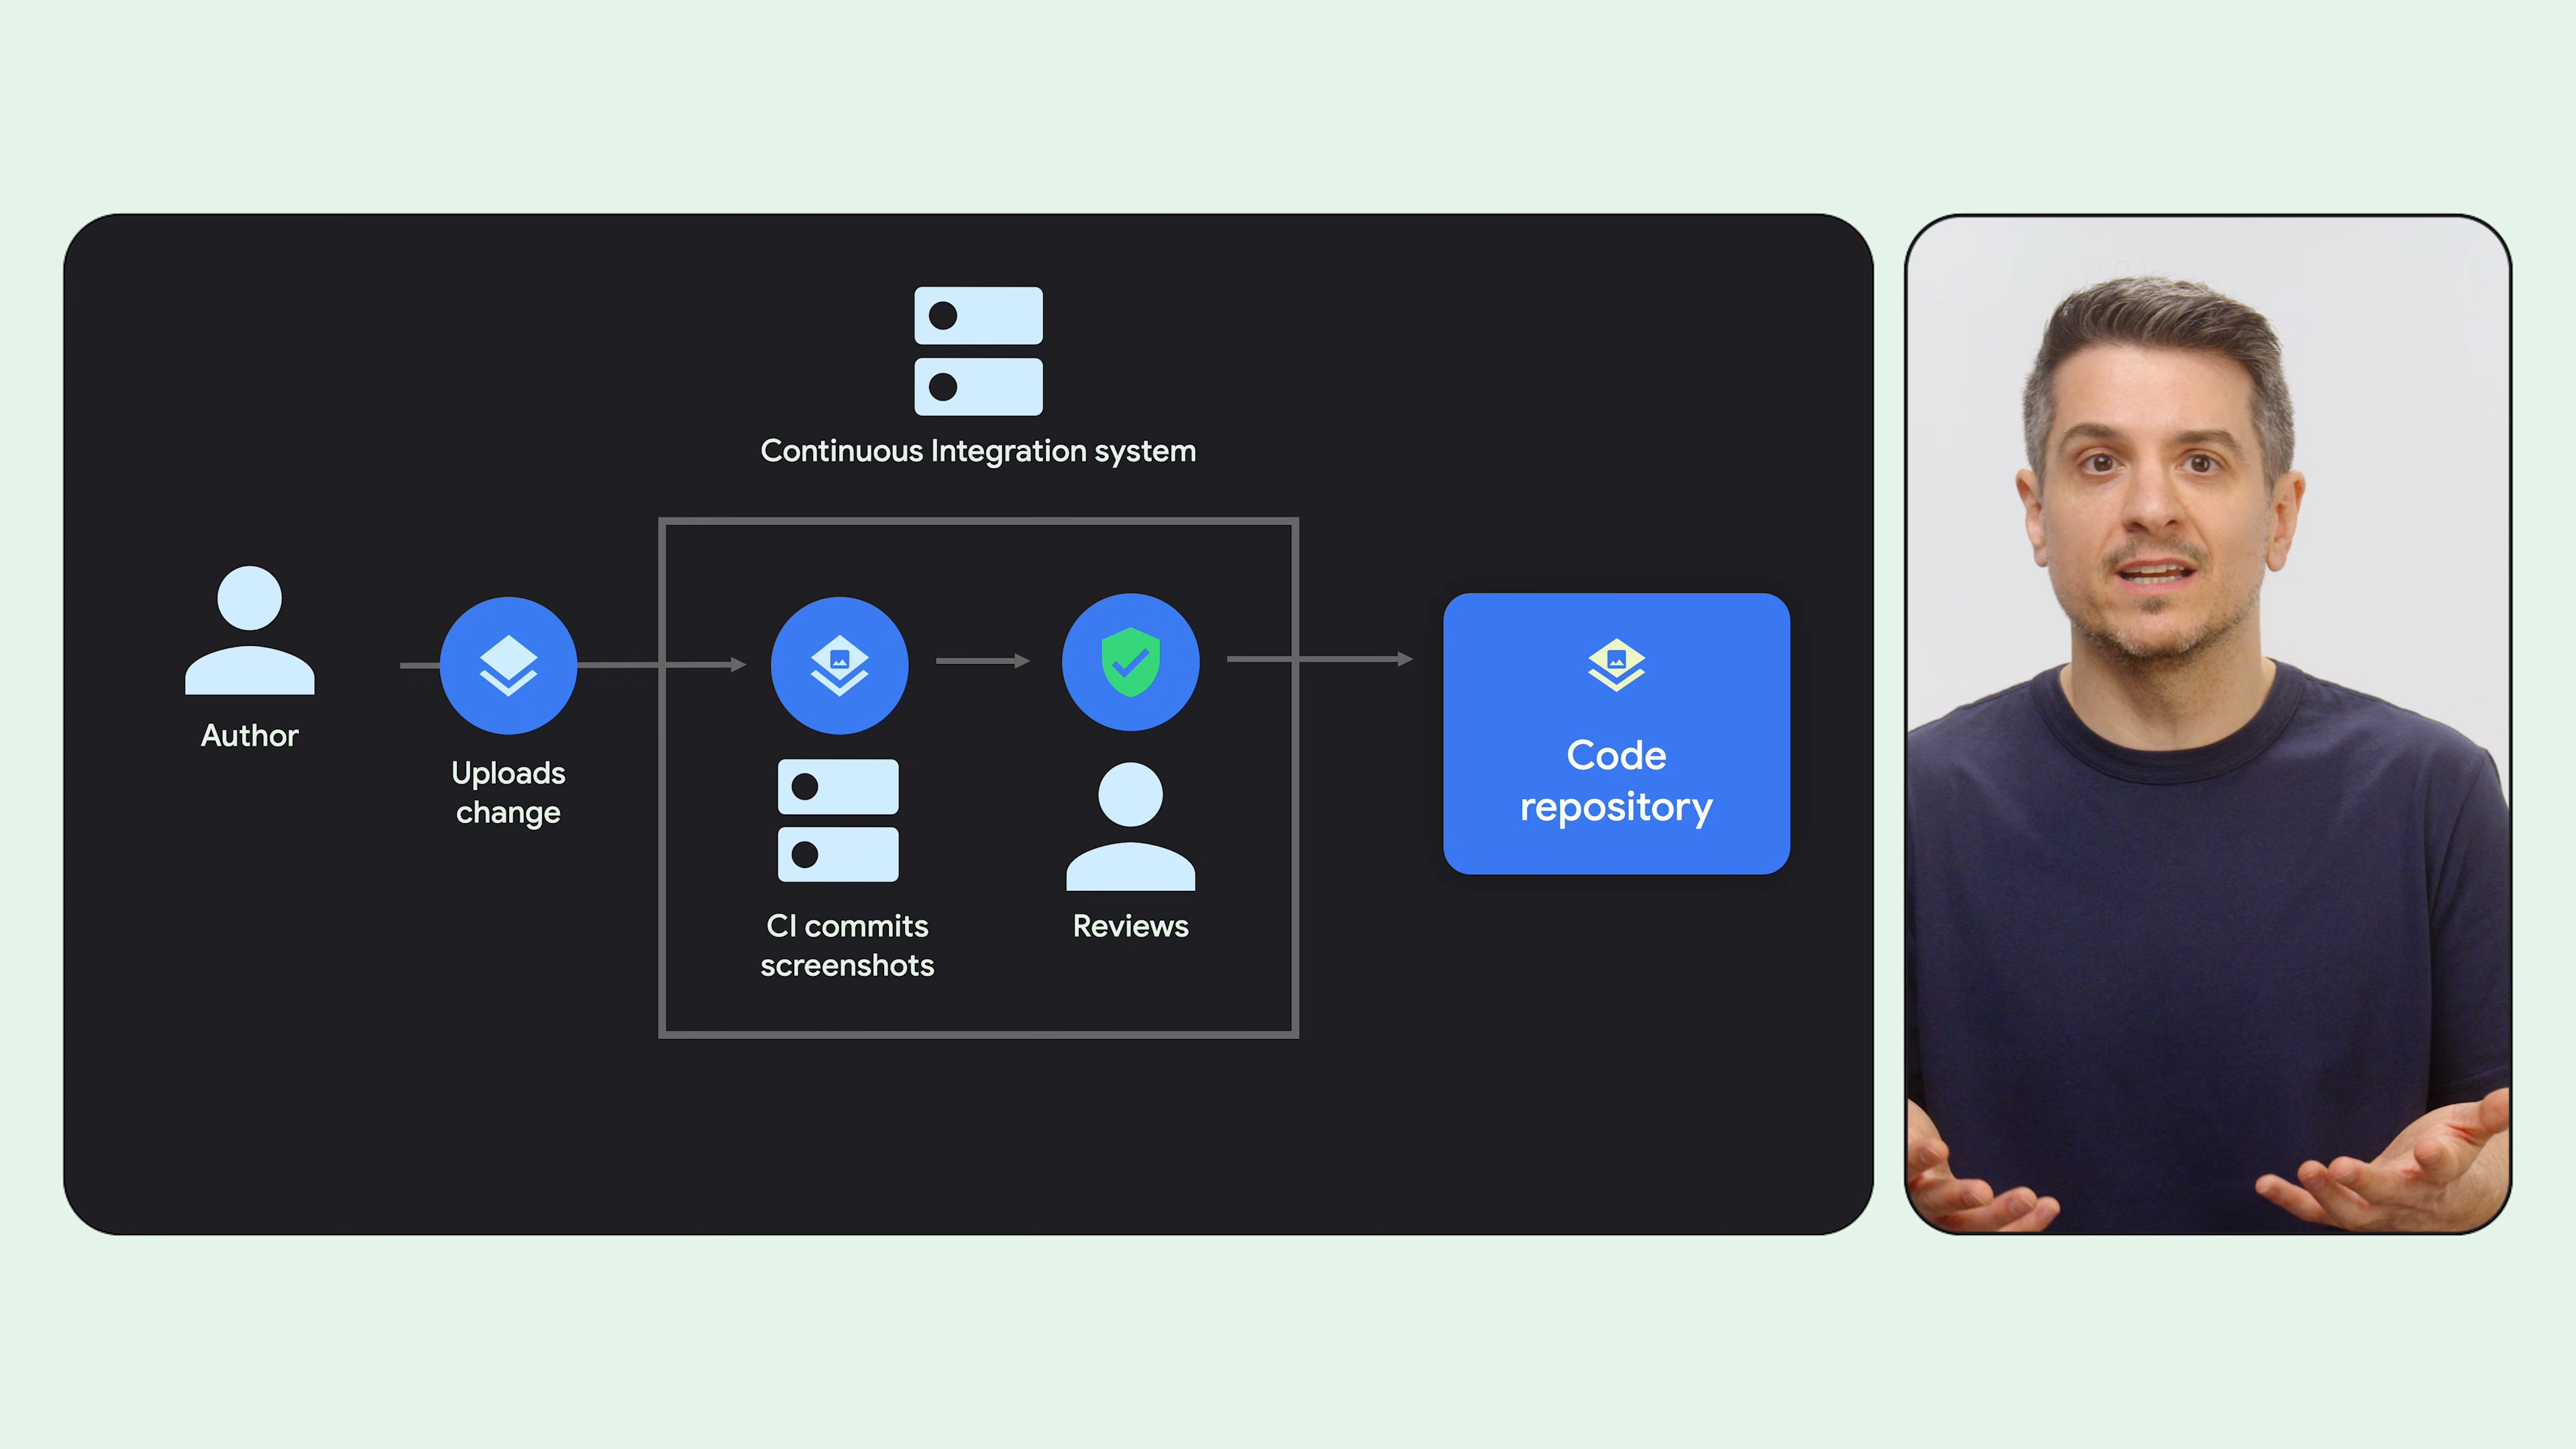 Continuous Integration system
Author
Uploads
change
CI commits
screenshots
Reviews
Code
repository